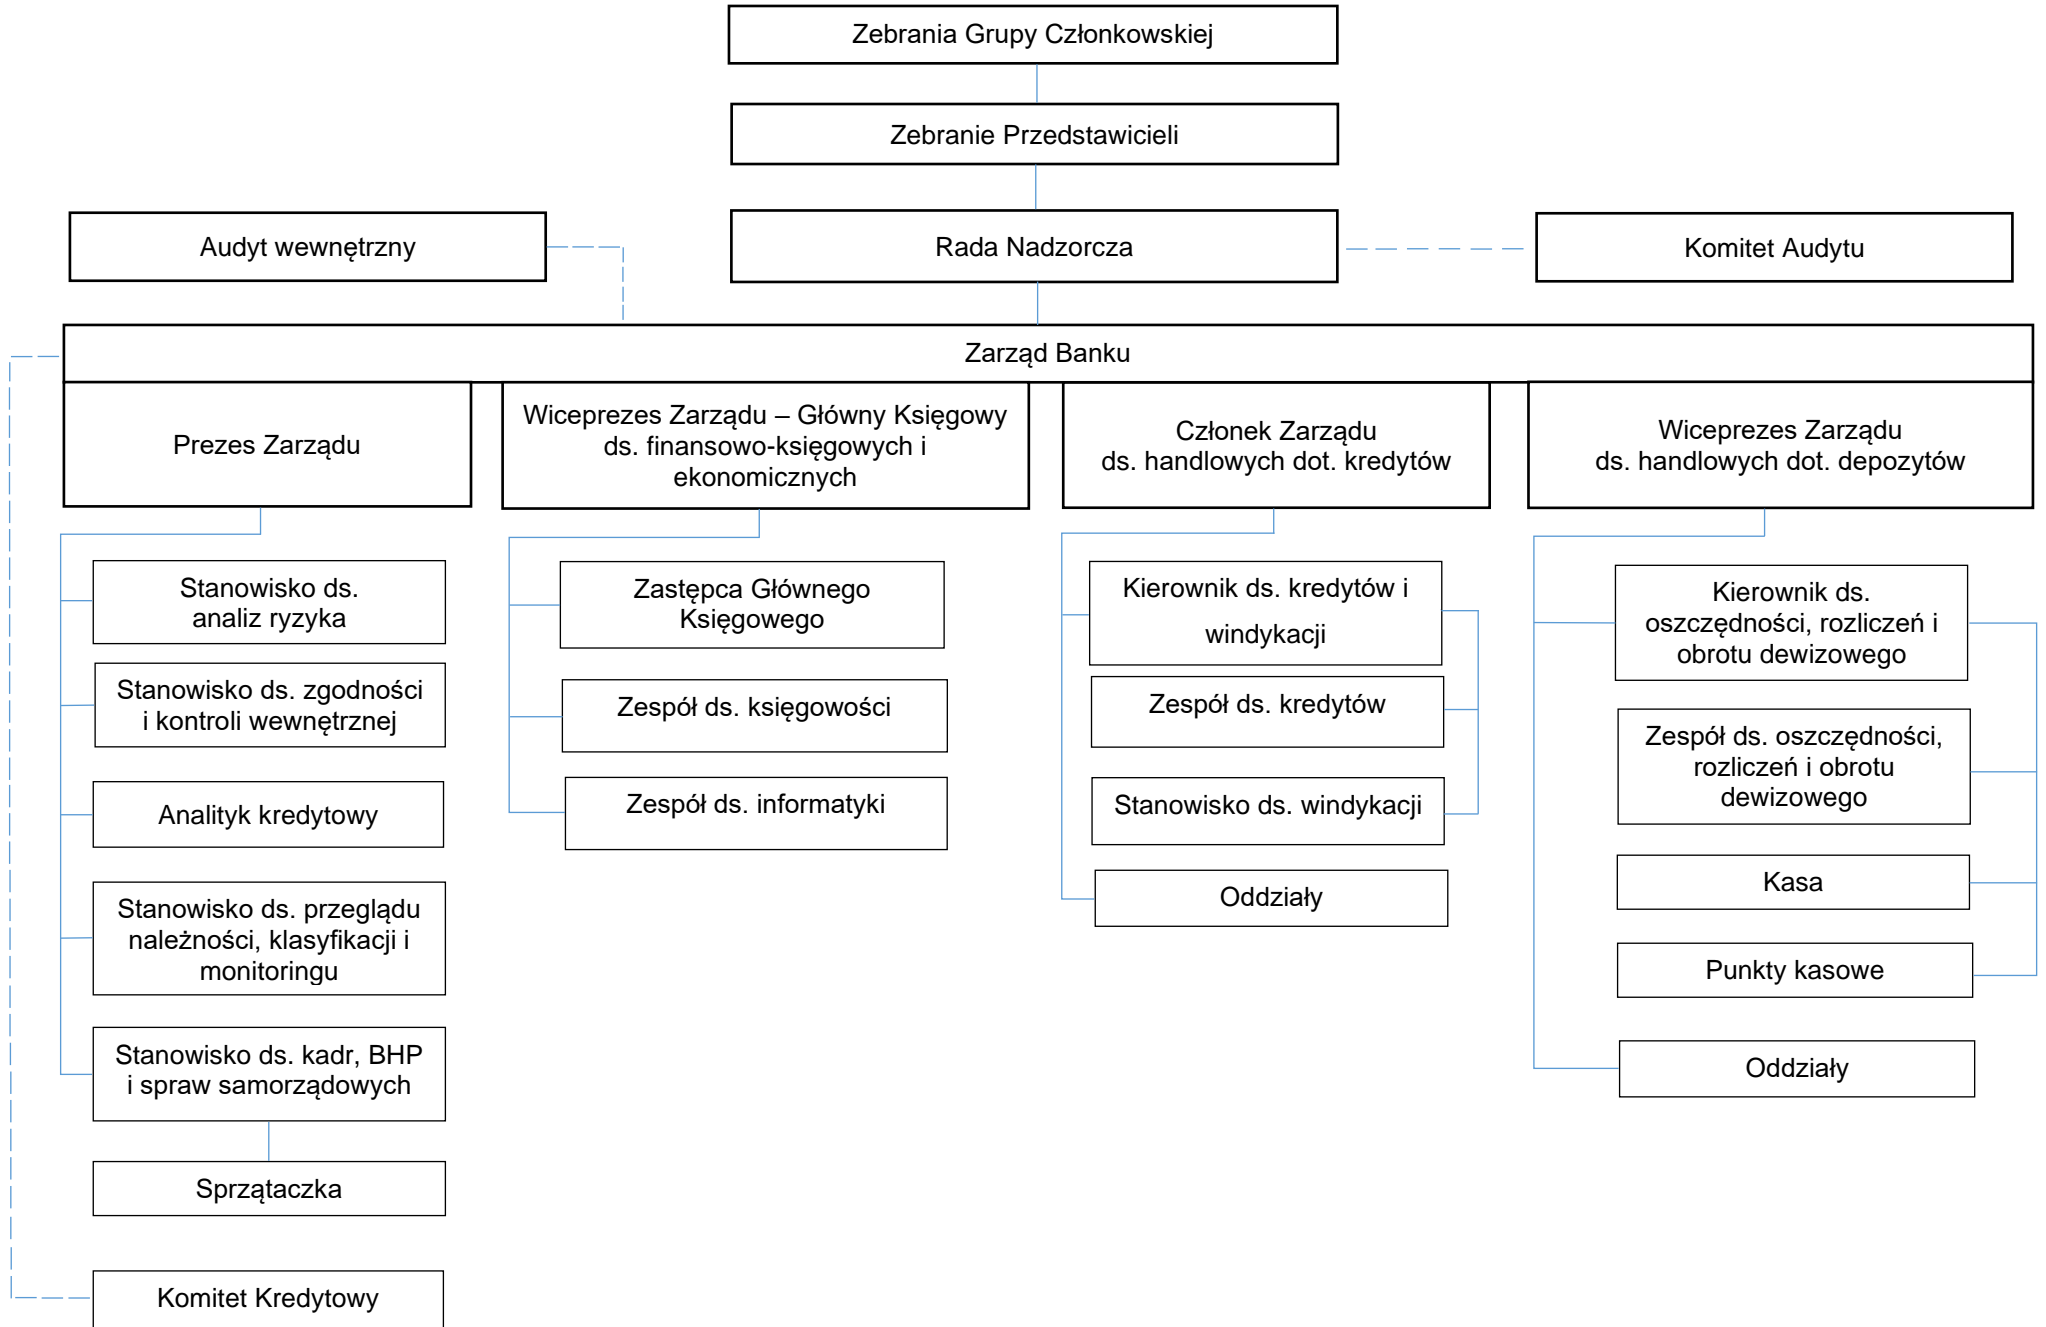 Zebrania Grupy Członkowskiej
Zebranie Przedstawicieli
Audyt wewnętrzny
Rada Nadzorcza
Komitet Audytu
Zarząd Banku
Prezes Zarządu
Wiceprezes Zarządu – Główny Księgowy
ds. finansowo-księgowych i
ekonomicznych
Członek Zarządu
ds. handlowych dot. kredytów
Wiceprezes Zarządu
ds. handlowych dot. depozytów
Stanowisko ds.
analiz ryzyka
Stanowisko ds. zgodności
i kontroli wewnętrznej
Analityk kredytowy
Stanowisko ds. przeglądu
należności, klasyfikacji i
monitoringu
Stanowisko ds. kadr, BHP
i spraw samorządowych
Sprzątaczka
Komitet Kredytowy
Zastępca Głównego
Księgowego
Zespół ds. księgowości
Zespół ds. informatyki
Kierownik ds. kredytów i
windykacji
Zespół ds. kredytów
Stanowisko ds. windykacji
Oddziały
Kierownik ds.
oszczędności, rozliczeń i
obrotu dewizowego
Zespół ds. oszczędności,
rozliczeń i obrotu
dewizowego
Kasa
Punkty kasowe
Oddziały